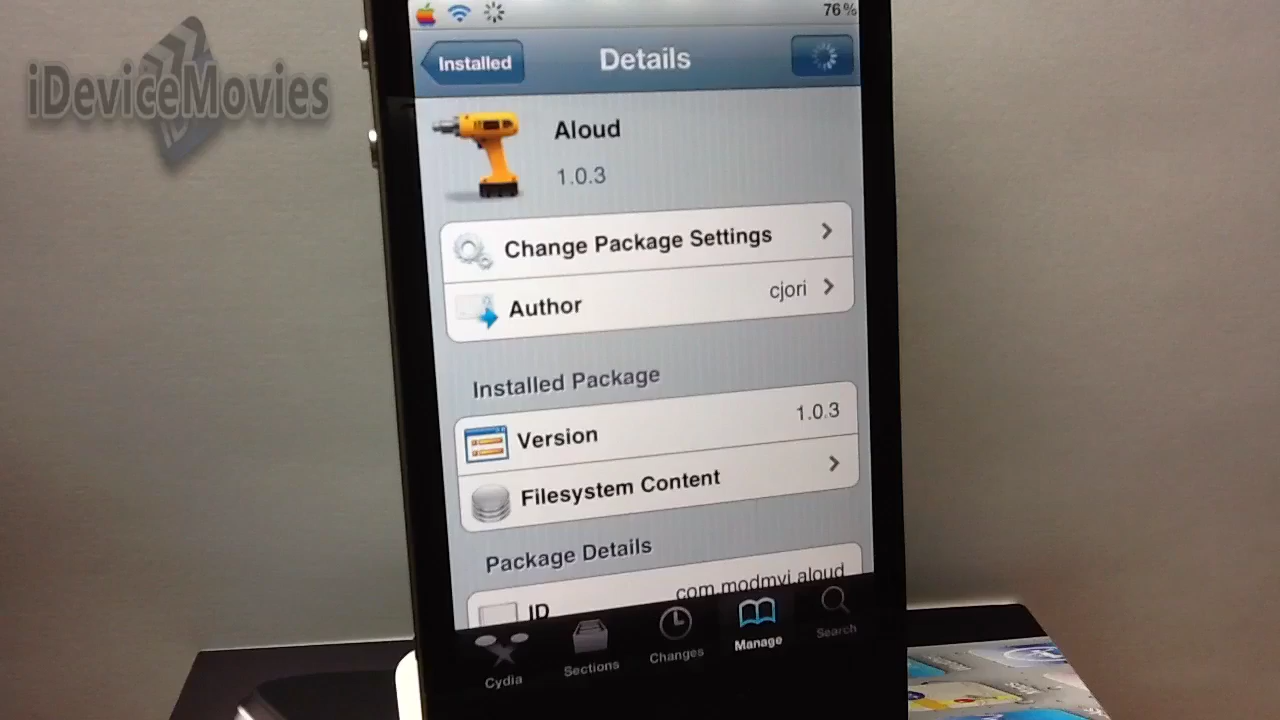 iDeviceMovies
76%
Installed
Details
Aloud
1.0.3
Change Package Settings
Author
cjori
Installed Package
Version
1.0.3
Filesystem Content
Package Details
ID
com.modmyi.aloud
Cydia
Sections
Changes
Manage
Search